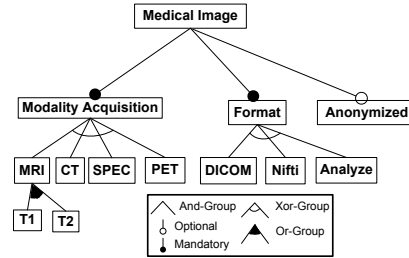 Medical Image
Modality Acquisition
Format
Anonymized
MRI
CT
SPEC
PET
DICOM
Nifti
Analyze
T1
T2
And-Group
Xor-Group
Optional
Or-Group
Mandatory